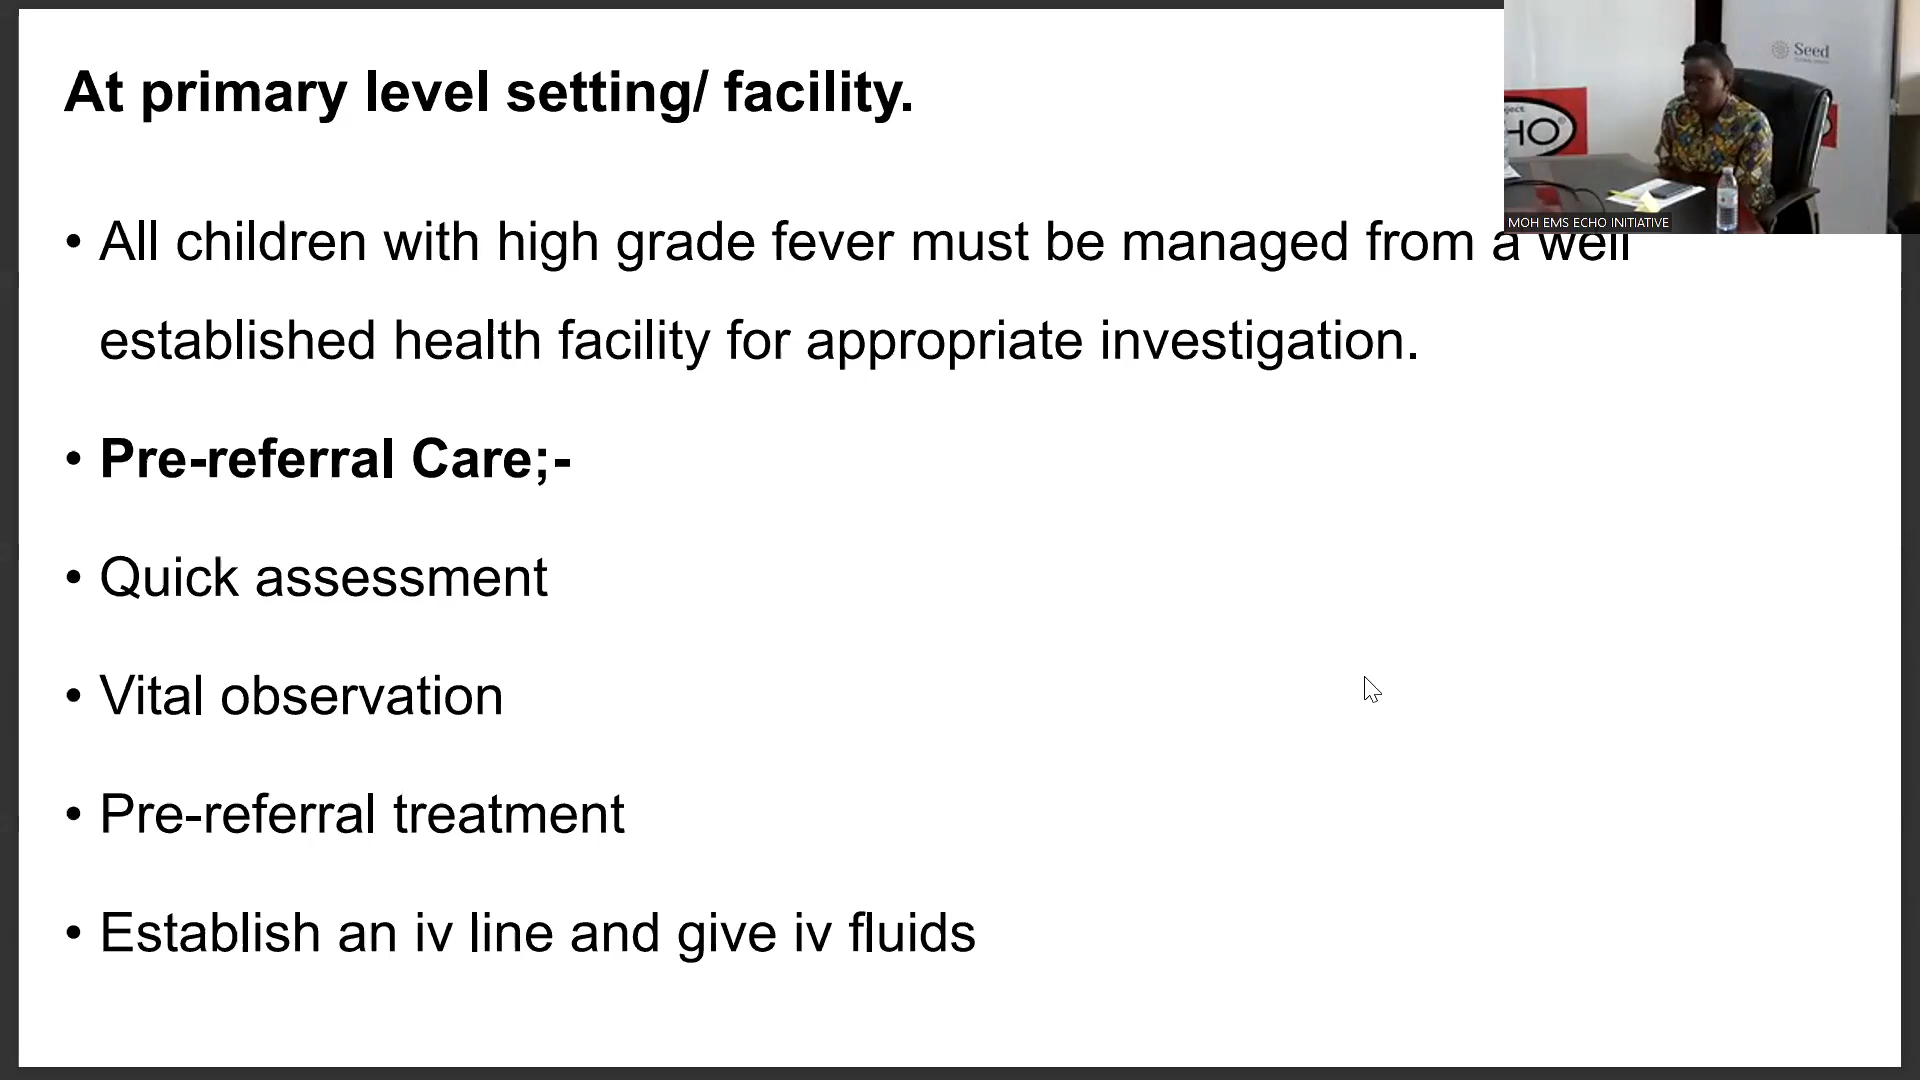 At primary level setting/ facility.
• All children with high grade fever must be managed from a well
established health facility for appropriate investigation.
• Pre-referral Care;-
• Quick assessment
• Vital observation
• Pre-referral treatment
• Establish an iv line and give iv fluids
Seed
HO
MOH EMS ECHO INITIATIVE